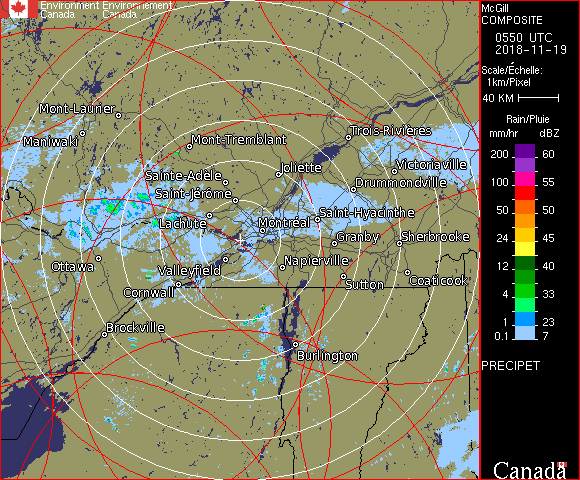 Environment Environnement
Canada Canada
McGill
COMPOSITE
0550 UTC
2018-11-19
Scale/Échelle:
1km/Pixel
40 KM
Rain/Pluie
mm/hr dBZ
200 60
100 55
50 50
24 45
12 40
4 33
1 23
0.1 7
PRECIPET
Canada
Mont-Laurier
Maniwaki
Mont-Tremblant
Trois-Rivières
Sainte-Adèle
Joliette
Victoriaville
Saint-Jérôme
Drummondville
Lachute
Montréal
Saint-Hyacinthe
Granby
Sherbrooke
Ottawa
Valleyfield
Napierville
Cornwall
Sutton
Coaticook
Brockville
Burlington